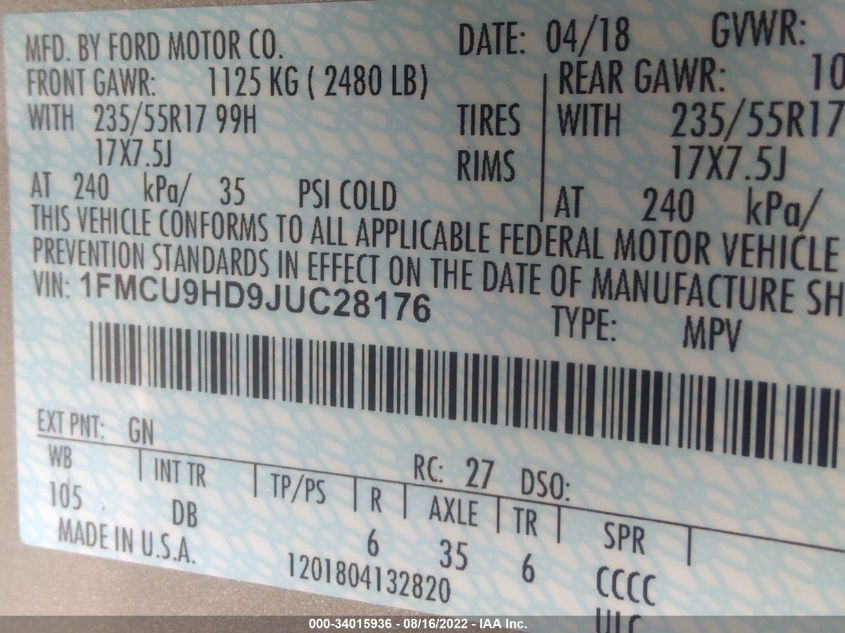 MFD. BY FORD MOTOR CO. DATE: 04/18 GVWR:
FRONT GAWR: 1125 KG ( 2480 LB) REAR GAWR: 10
WITH 235/55R17 99H TIRES WITH 235/55R17
17X7.5J RIMS 17X7.5J
AT 240 kPa/ 35 PSI COLD AT 240 kPa/
THIS VEHICLE CONFORMS TO ALL APPLICABLE FEDERAL MOTOR VEHICLE
PREVENTION STANDARDS IN EFFECT ON THE DATE OF MANUFACTURE SH
VIN: 1FMCU9HD9JUC28176
TYPE: MPV
EXT PNT: GN RC: 27 DSO:
WB INT TR TP/PS R AXLE TR SPR
105 DB 6 35 6 CCCC
MADE IN U.S.A. 1201804132820
000-34015936 - 08/16/2022 - IAA Inc.